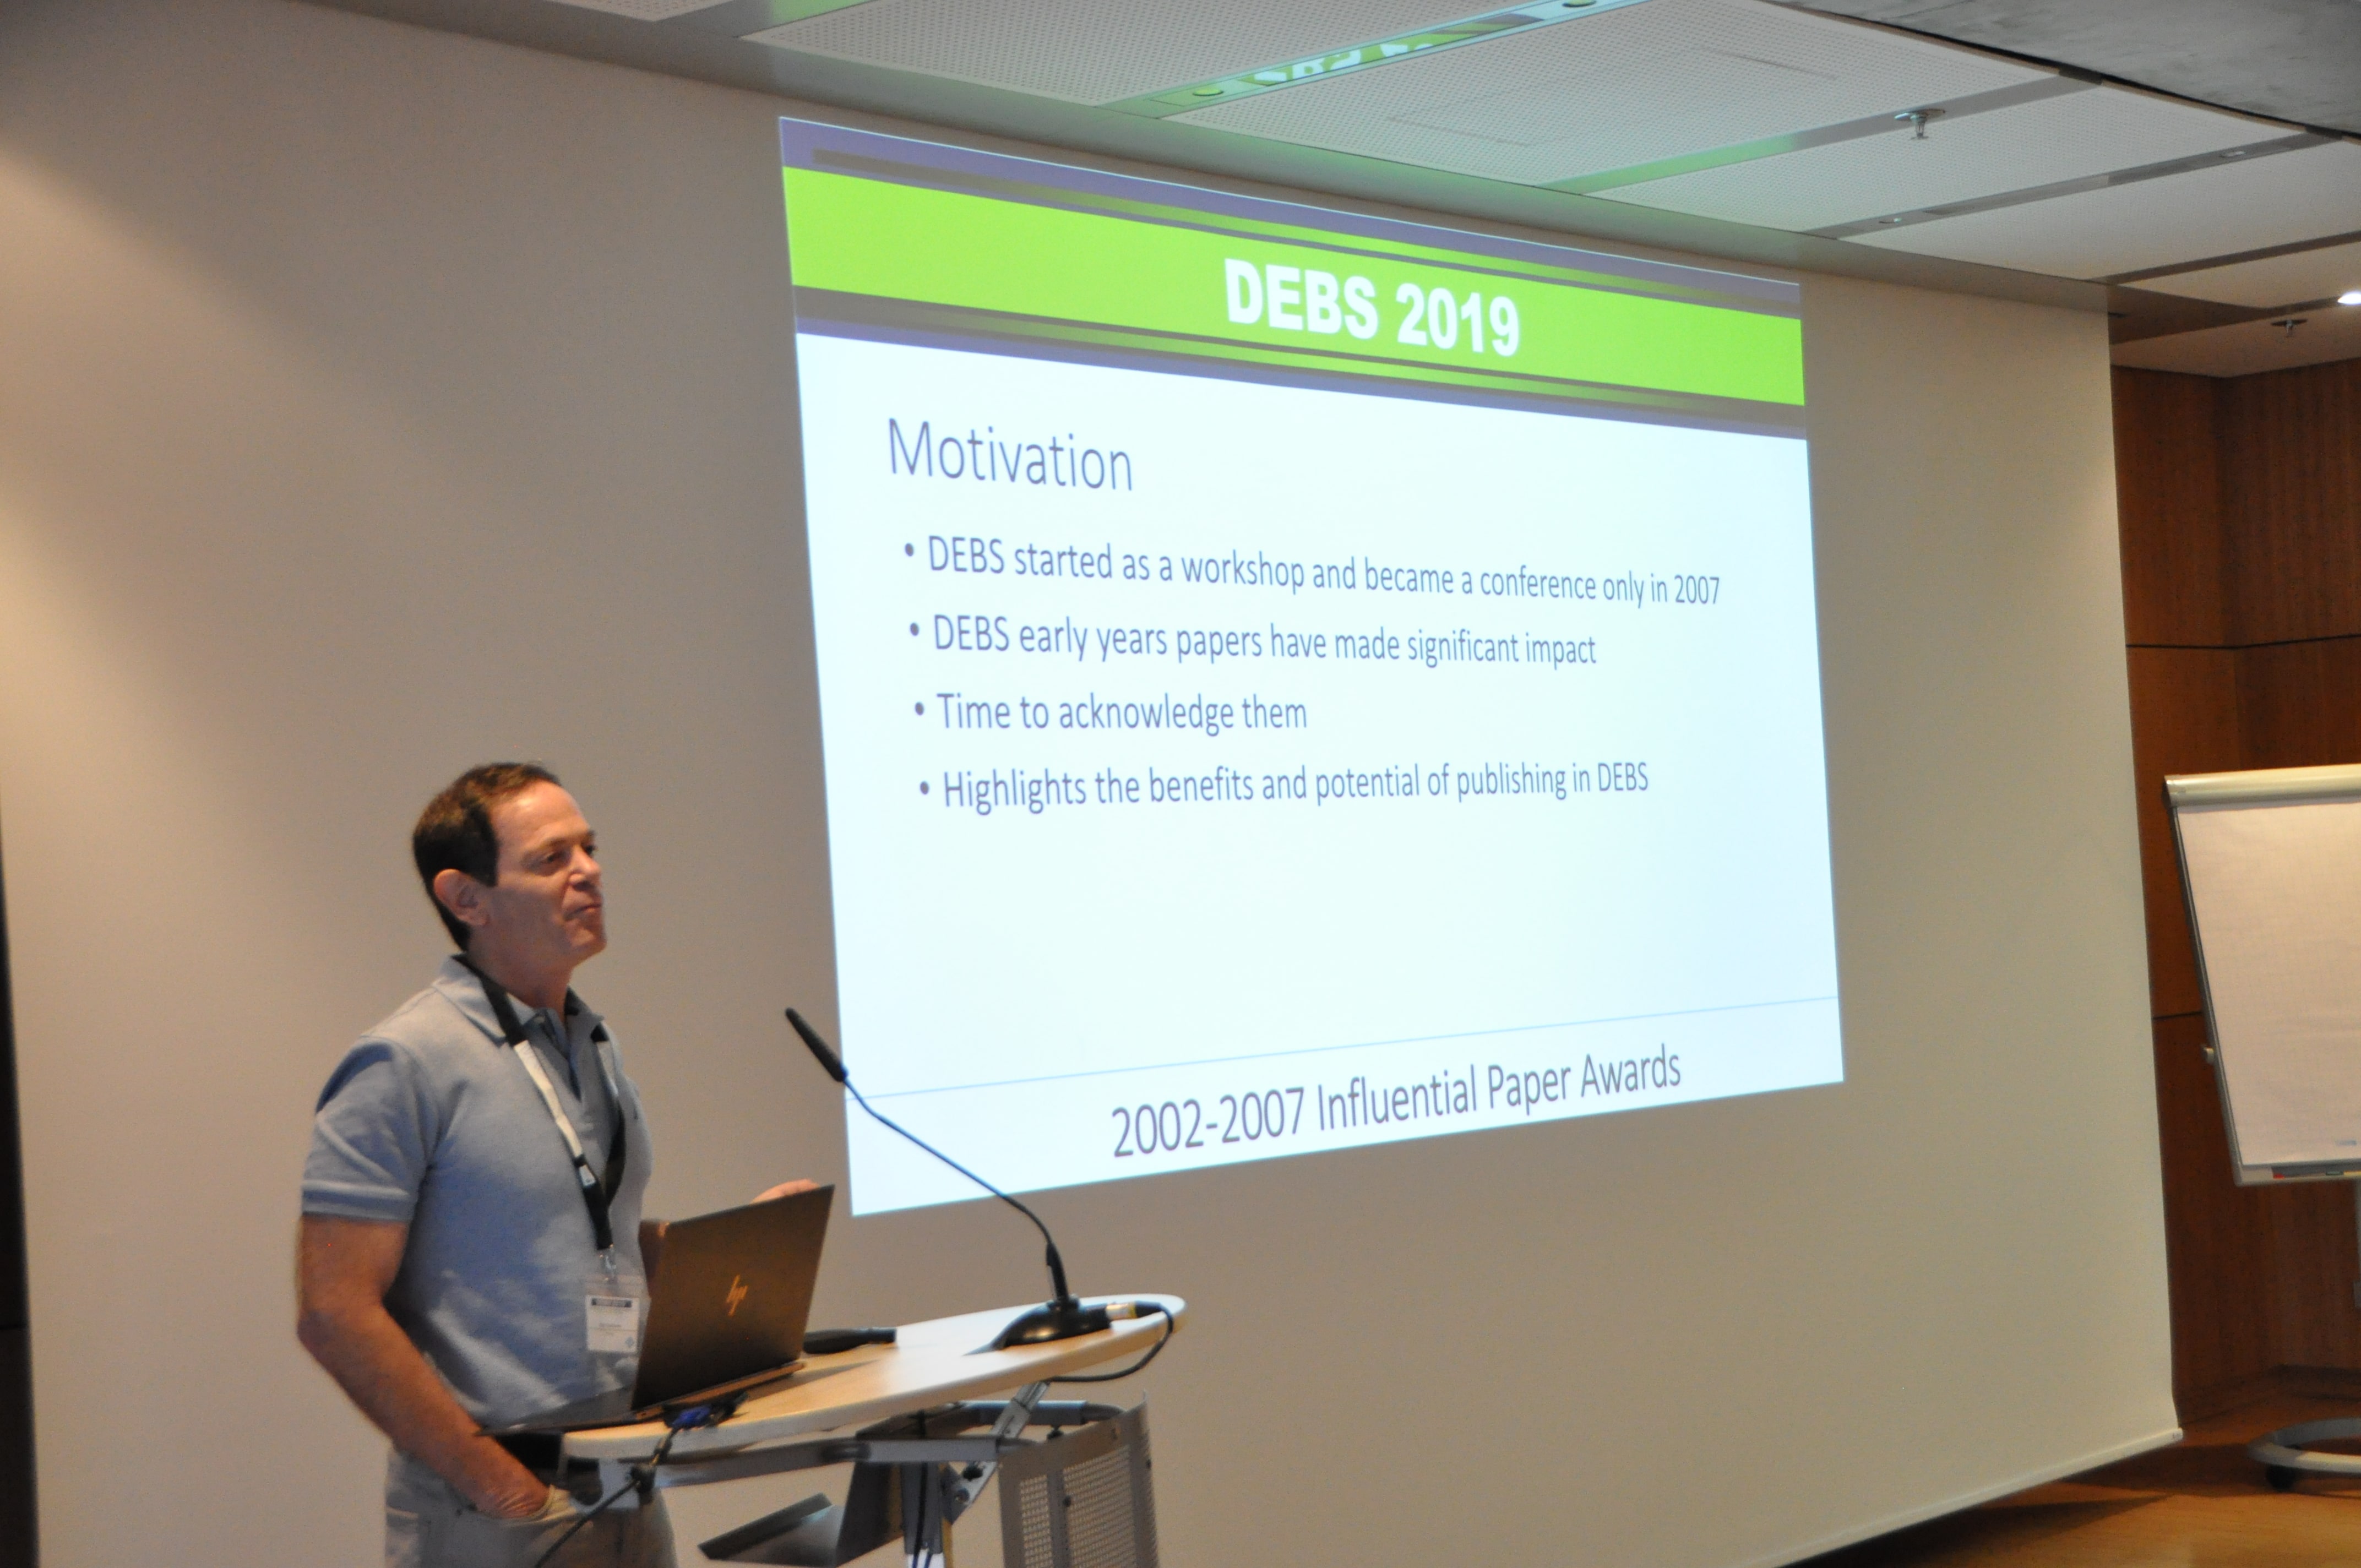 DEBS 2019
Motivation
• DEBS started as a workshop and became a conference only in 2007
• DEBS early years papers have made significant impact
• Time to acknowledge them
• Highlights the benefits and potential of publishing in DEBS
2002-2007 Influential Paper Awards
hp